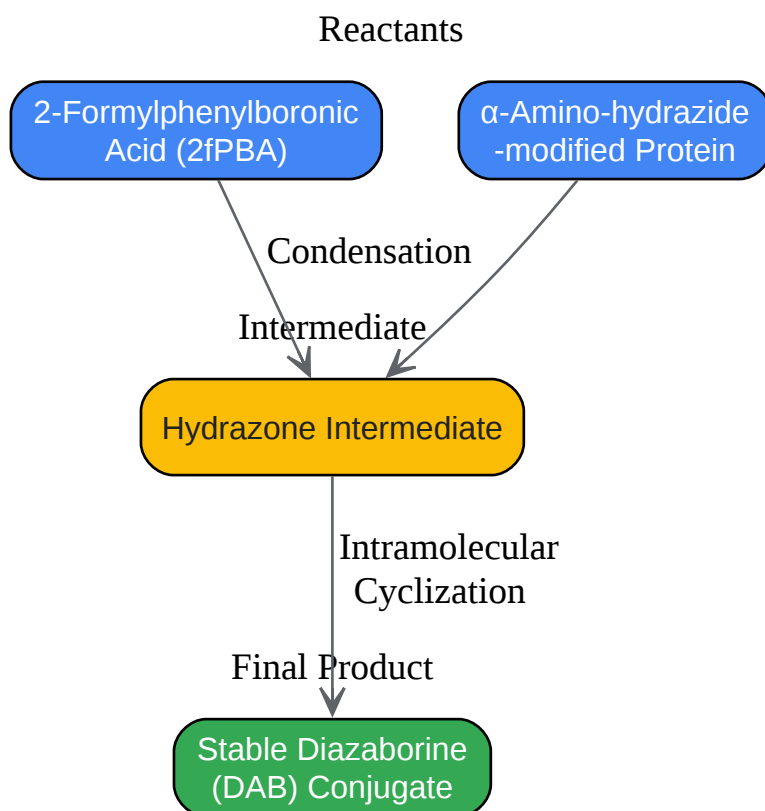 Reactants
2-Formylphenylboronic
Acid (2fPBA)
α-Amino-hydrazide
-modified Protein
Condensation
Intermediate
Hydrazone Intermediate
Intramolecular
Cyclization
Final Product
Stable Diazaborine
(DAB) Conjugate